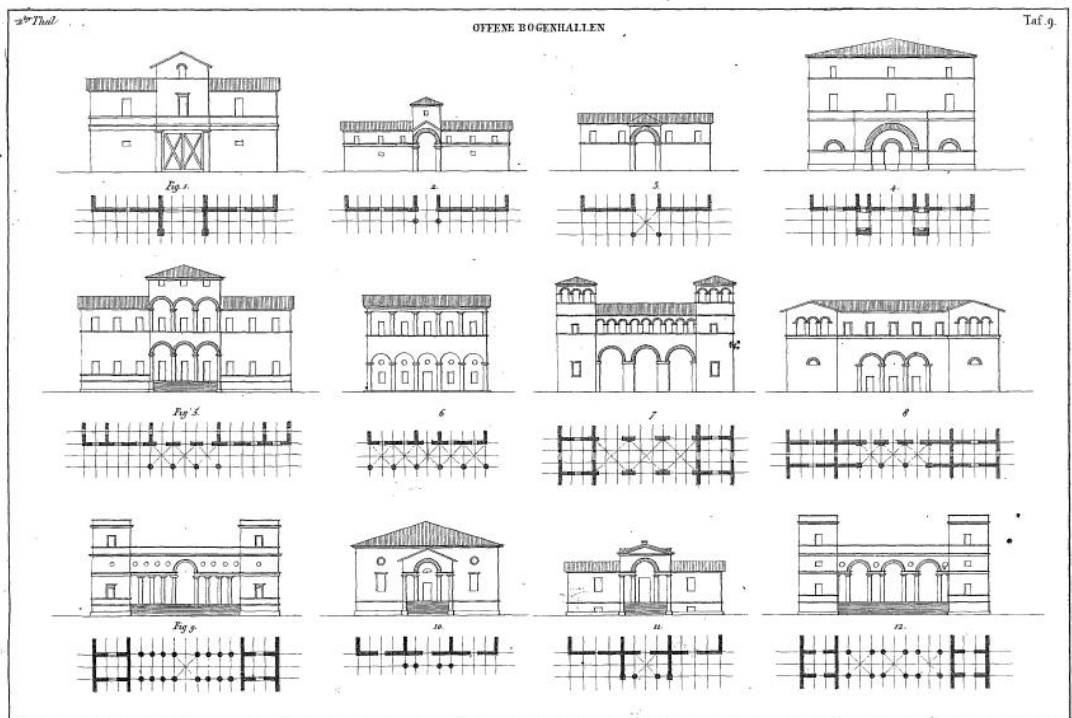 2ter Theil
OFFENE BOGENHALLEN
Taf. 9.
Fig. 1.
2.
3.
4.
Fig. 5.
6
7
8
Fig. 9.
10.
11.
12.